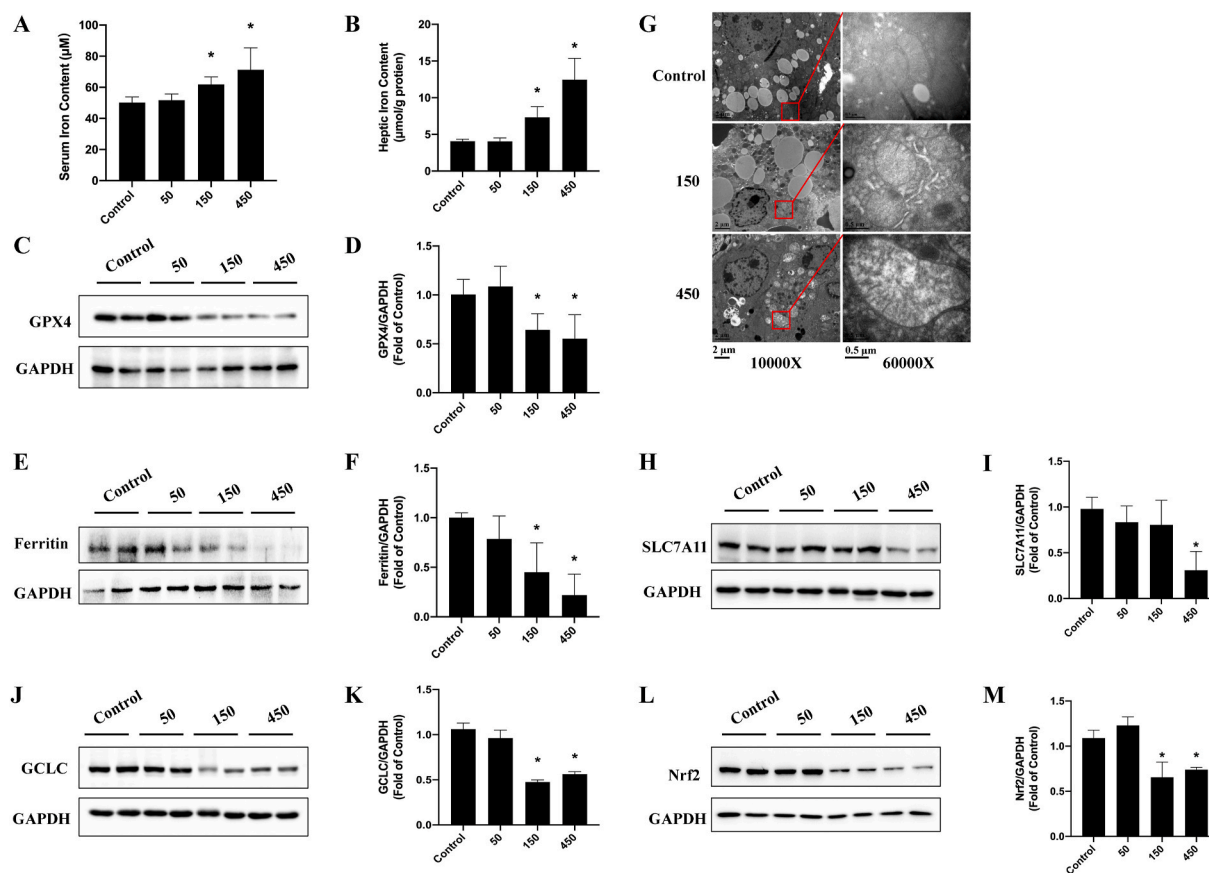 A
Serum Iron Content (μM)
100
80
60
40
20
0
*
*
Control
50
150
450
B
Heptic Iron Content
(μmol/g protien)
20
15
10
5
0
*
*
Control
50
150
450
G
Control
150
450
2 μm
0.5 μm
2 μm
10000X
0.5 μm
60000X
C
Control
50
150
450
GPX4
GAPDH
D
GPX4/GAPDH
(Fold of Control)
1.5
1.0
0.5
0.0
*
*
Control
50
150
450
E
Control
50
150
450
Ferritin
GAPDH
F
Ferritin/GAPDH
(Fold of Control)
1.5
1.0
0.5
0.0
*
*
Control
50
150
450
H
Control
50
150
450
SLC7A11
GAPDH
I
SLC7A11/GAPDH
(Fold of Control)
1.5
1.0
0.5
0.0
*
Control
50
150
450
J
Control
50
150
450
GCLC
GAPDH
K
GCLC/GAPDH
(Fold of Control)
1.5
1.0
0.5
0.0
*
*
Control
50
150
450
L
Control
50
150
450
Nrf2
GAPDH
M
Nrf2/GAPDH
(Fold of Control)
1.5
1.0
0.5
0.0
*
*
Control
50
150
450